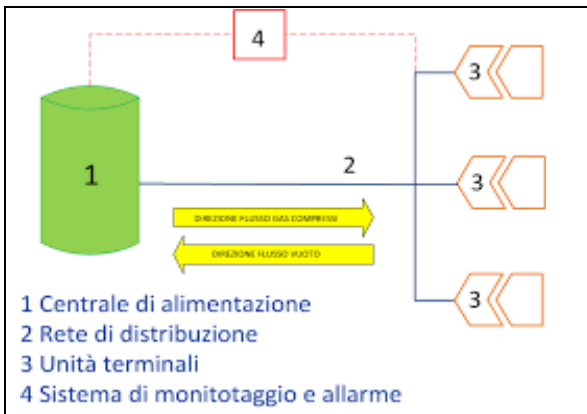 4
3
1
2
3
DIREZIONE FLUSSO GAS COMPRESSI
DIREZIONE FLUSSO VUOTO
3
1 Centrale di alimentazione
2 Rete di distribuzione
3 Unità terminali
4 Sistema di monitotaggio e allarme